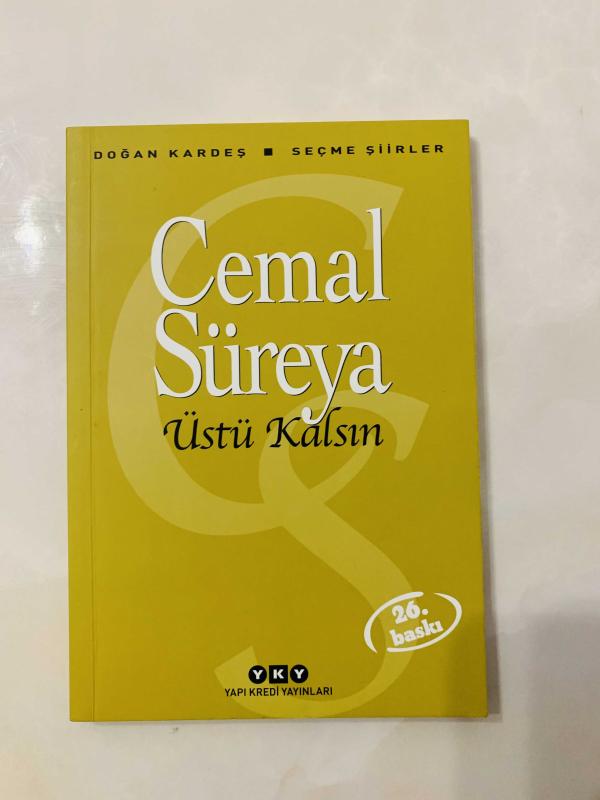 DOĞAN KARDEŞ ■ SEÇME ŞİİRLER
Cemal
Süreya
Üstü Kalsın
26.
baskı
YKY
YAPI KREDİ YAYINLARI